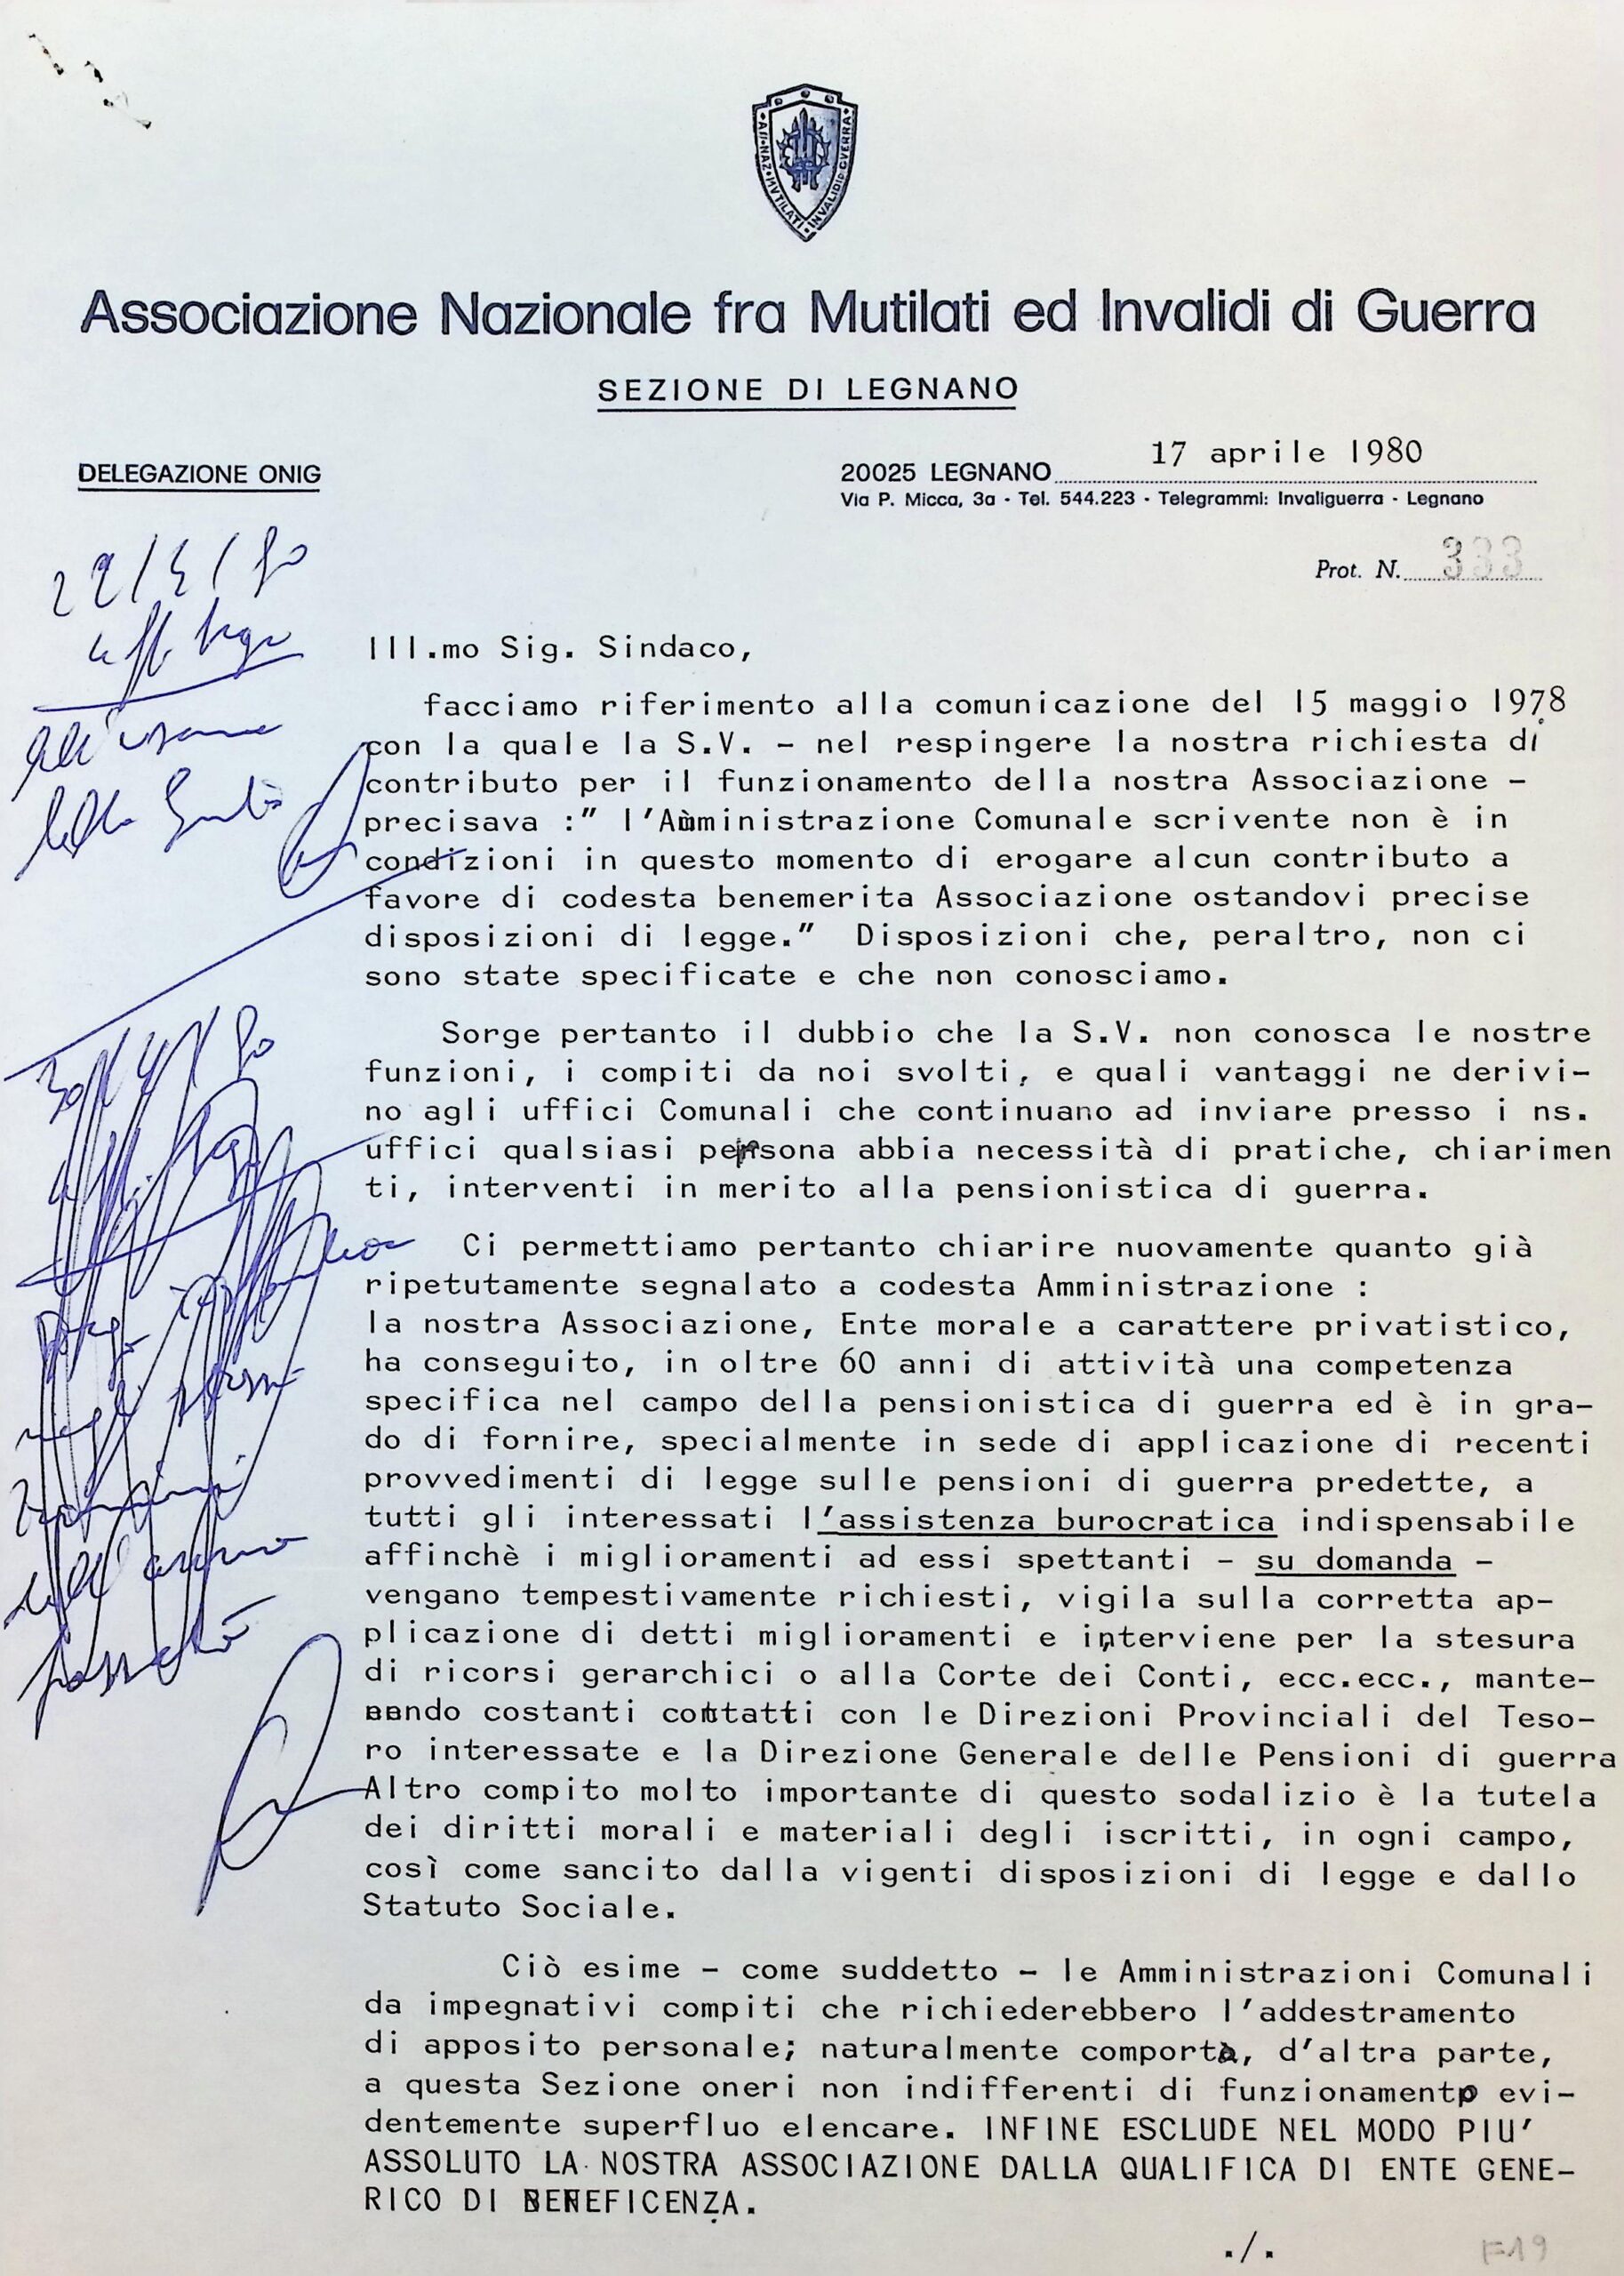 ASS·NAZ·MVTILATI·INVALIDI D GVERRA
Associazione Nazionale fra Mutilati ed Invalidi di Guerra
SEZIONE DI LEGNANO
DELEGAZIONE ONIG
20025 LEGNANO 17 aprile 1980
Via P. Micca, 3a - Tel. 544.223 - Telegrammi: Invaliguerra - Legnano
Prot. N. 333
22/4/80
all'esame
della Giunta
Ill.mo Sig. Sindaco,
facciamo riferimento alla comunicazione del 15 maggio 1978
con la quale la S.V. - nel respingere la nostra richiesta di
contributo per il funzionamento della nostra Associazione -
precisava :" l'Amministrazione Comunale scrivente non è in
condizioni in questo momento di erogare alcun contributo a
favore di codesta benemerita Associazione ostandovi precise
disposizioni di legge." Disposizioni che, peraltro, non ci
sono state specificate e che non conosciamo.
30/4/80
Sorge pertanto il dubbio che la S.V. non conosca le nostre
funzioni, i compiti da noi svolti, e quali vantaggi ne derivi-
no agli uffici Comunali che continuano ad inviare presso i ns.
uffici qualsiasi persona abbia necessità di pratiche, chiarimen
ti, interventi in merito alla pensionistica di guerra.
Ci permettiamo pertanto chiarire nuovamente quanto già
ripetutamente segnalato a codesta Amministrazione :
la nostra Associazione, Ente morale a carattere privatistico,
ha conseguito, in oltre 60 anni di attività una competenza
specifica nel campo della pensionistica di guerra ed è in gra-
do di fornire, specialmente in sede di applicazione di recenti
provvedimenti di legge sulle pensioni di guerra predette, a
tutti gli interessati l'assistenza burocratica indispensabile
affinchè i miglioramenti ad essi spettanti - su domanda -
vengano tempestivamente richiesti, vigila sulla corretta ap-
plicazione di detti miglioramenti e interviene per la stesura
di ricorsi gerarchici o alla Corte dei Conti, ecc.ecc., mante-
nendo costanti contatti con le Direzioni Provinciali del Teso-
ro interessate e la Direzione Generale delle Pensioni di guerra
Altro compito molto importante di questo sodalizio è la tutela
dei diritti morali e materiali degli iscritti, in ogni campo,
così come sancito dalla vigenti disposizioni di legge e dallo
Statuto Sociale.
Ciò esime - come suddetto - le Amministrazioni Comunali
da impegnativi compiti che richiederebbero l'addestramento
di apposito personale; naturalmente comporta, d'altra parte,
a questa Sezione oneri non indifferenti di funzionamento evi-
dentemente superfluo elencare. INFINE ESCLUDE NEL MODO PIU'
ASSOLUTO LA NOSTRA ASSOCIAZIONE DALLA QUALIFICA DI ENTE GENE-
RICO DI BENEFICENZA.
./.
F19